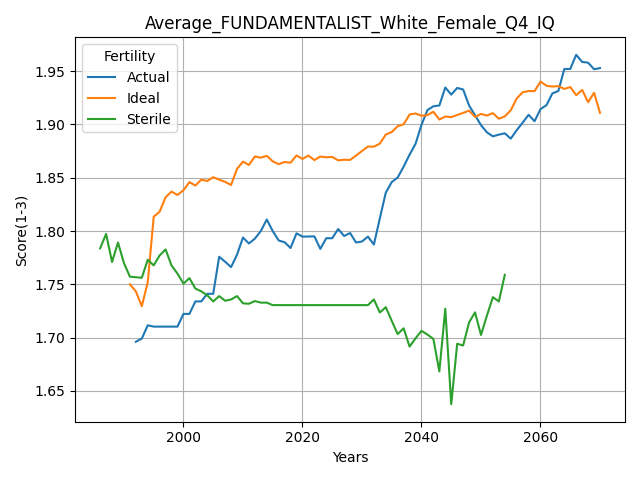 Average_FUNDAMENTALIST_White_Female_Q4_IQ
Fertility
Actual
Ideal
Sterile
Score(1-3)
1.95
1.90
1.85
1.80
1.75
1.70
1.65
2000
2020
2040
2060
Years